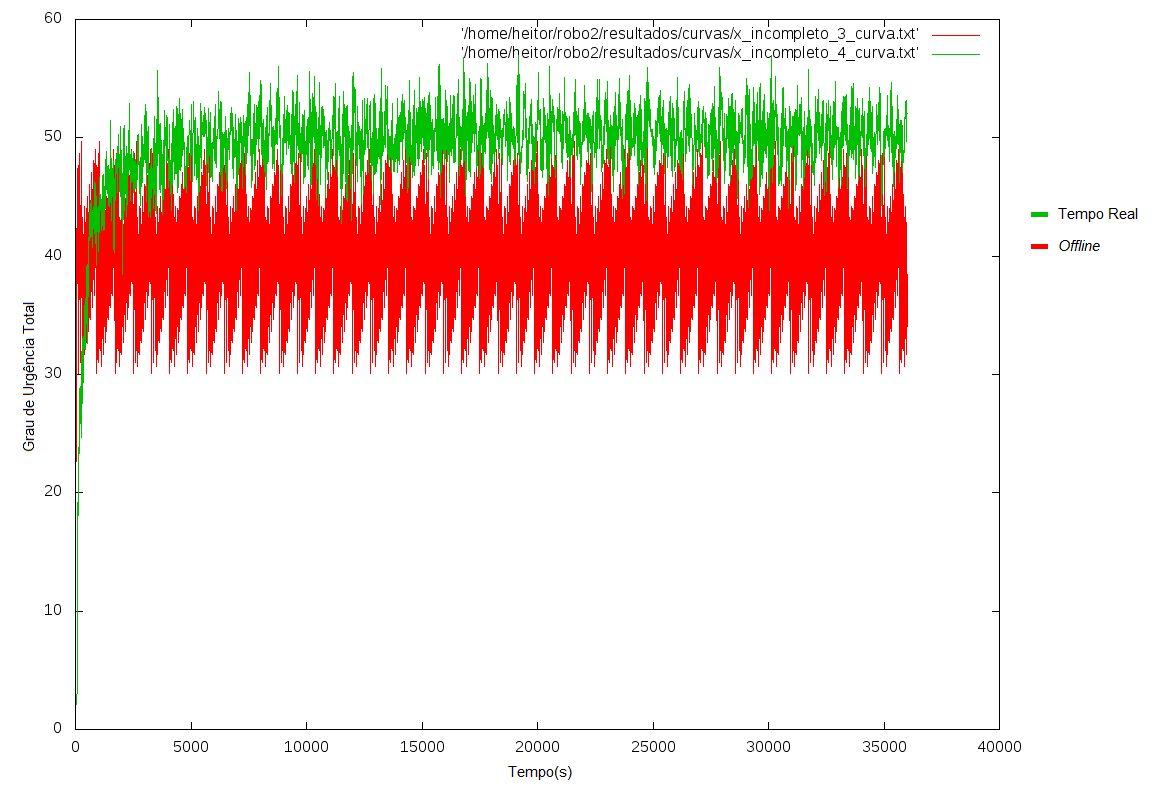 60
'/home/heitor/robo2/resultados/curvas/x_incompleto_3_curva.txt'
'/home/heitor/robo2/resultados/curvas/x_incompleto_4_curva.txt'
50
40
30
20
10
0
Grau de Urgência Total
0 5000 10000 15000 20000 25000 30000 35000 40000
Tempo(s)
Tempo Real
Offline